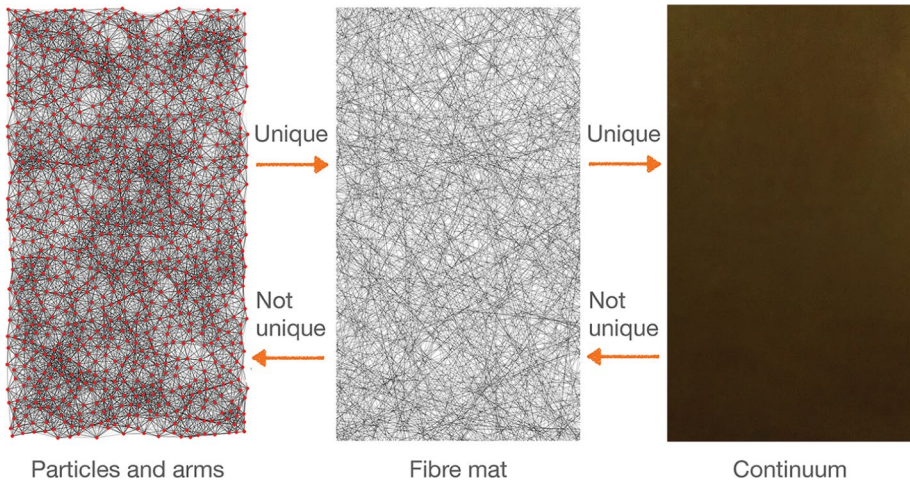 Unique
Unique
Not
unique
Not
unique
Particles and arms
Fibre mat
Continuum